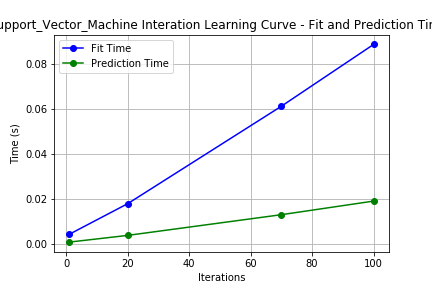 upport_Vector_Machine Interation Learning Curve - Fit and Prediction Tim
Fit Time
Prediction Time
0.08
0.06
0.04
0.02
0.00
Time (s)
0 20 40 60 80 100
Iterations